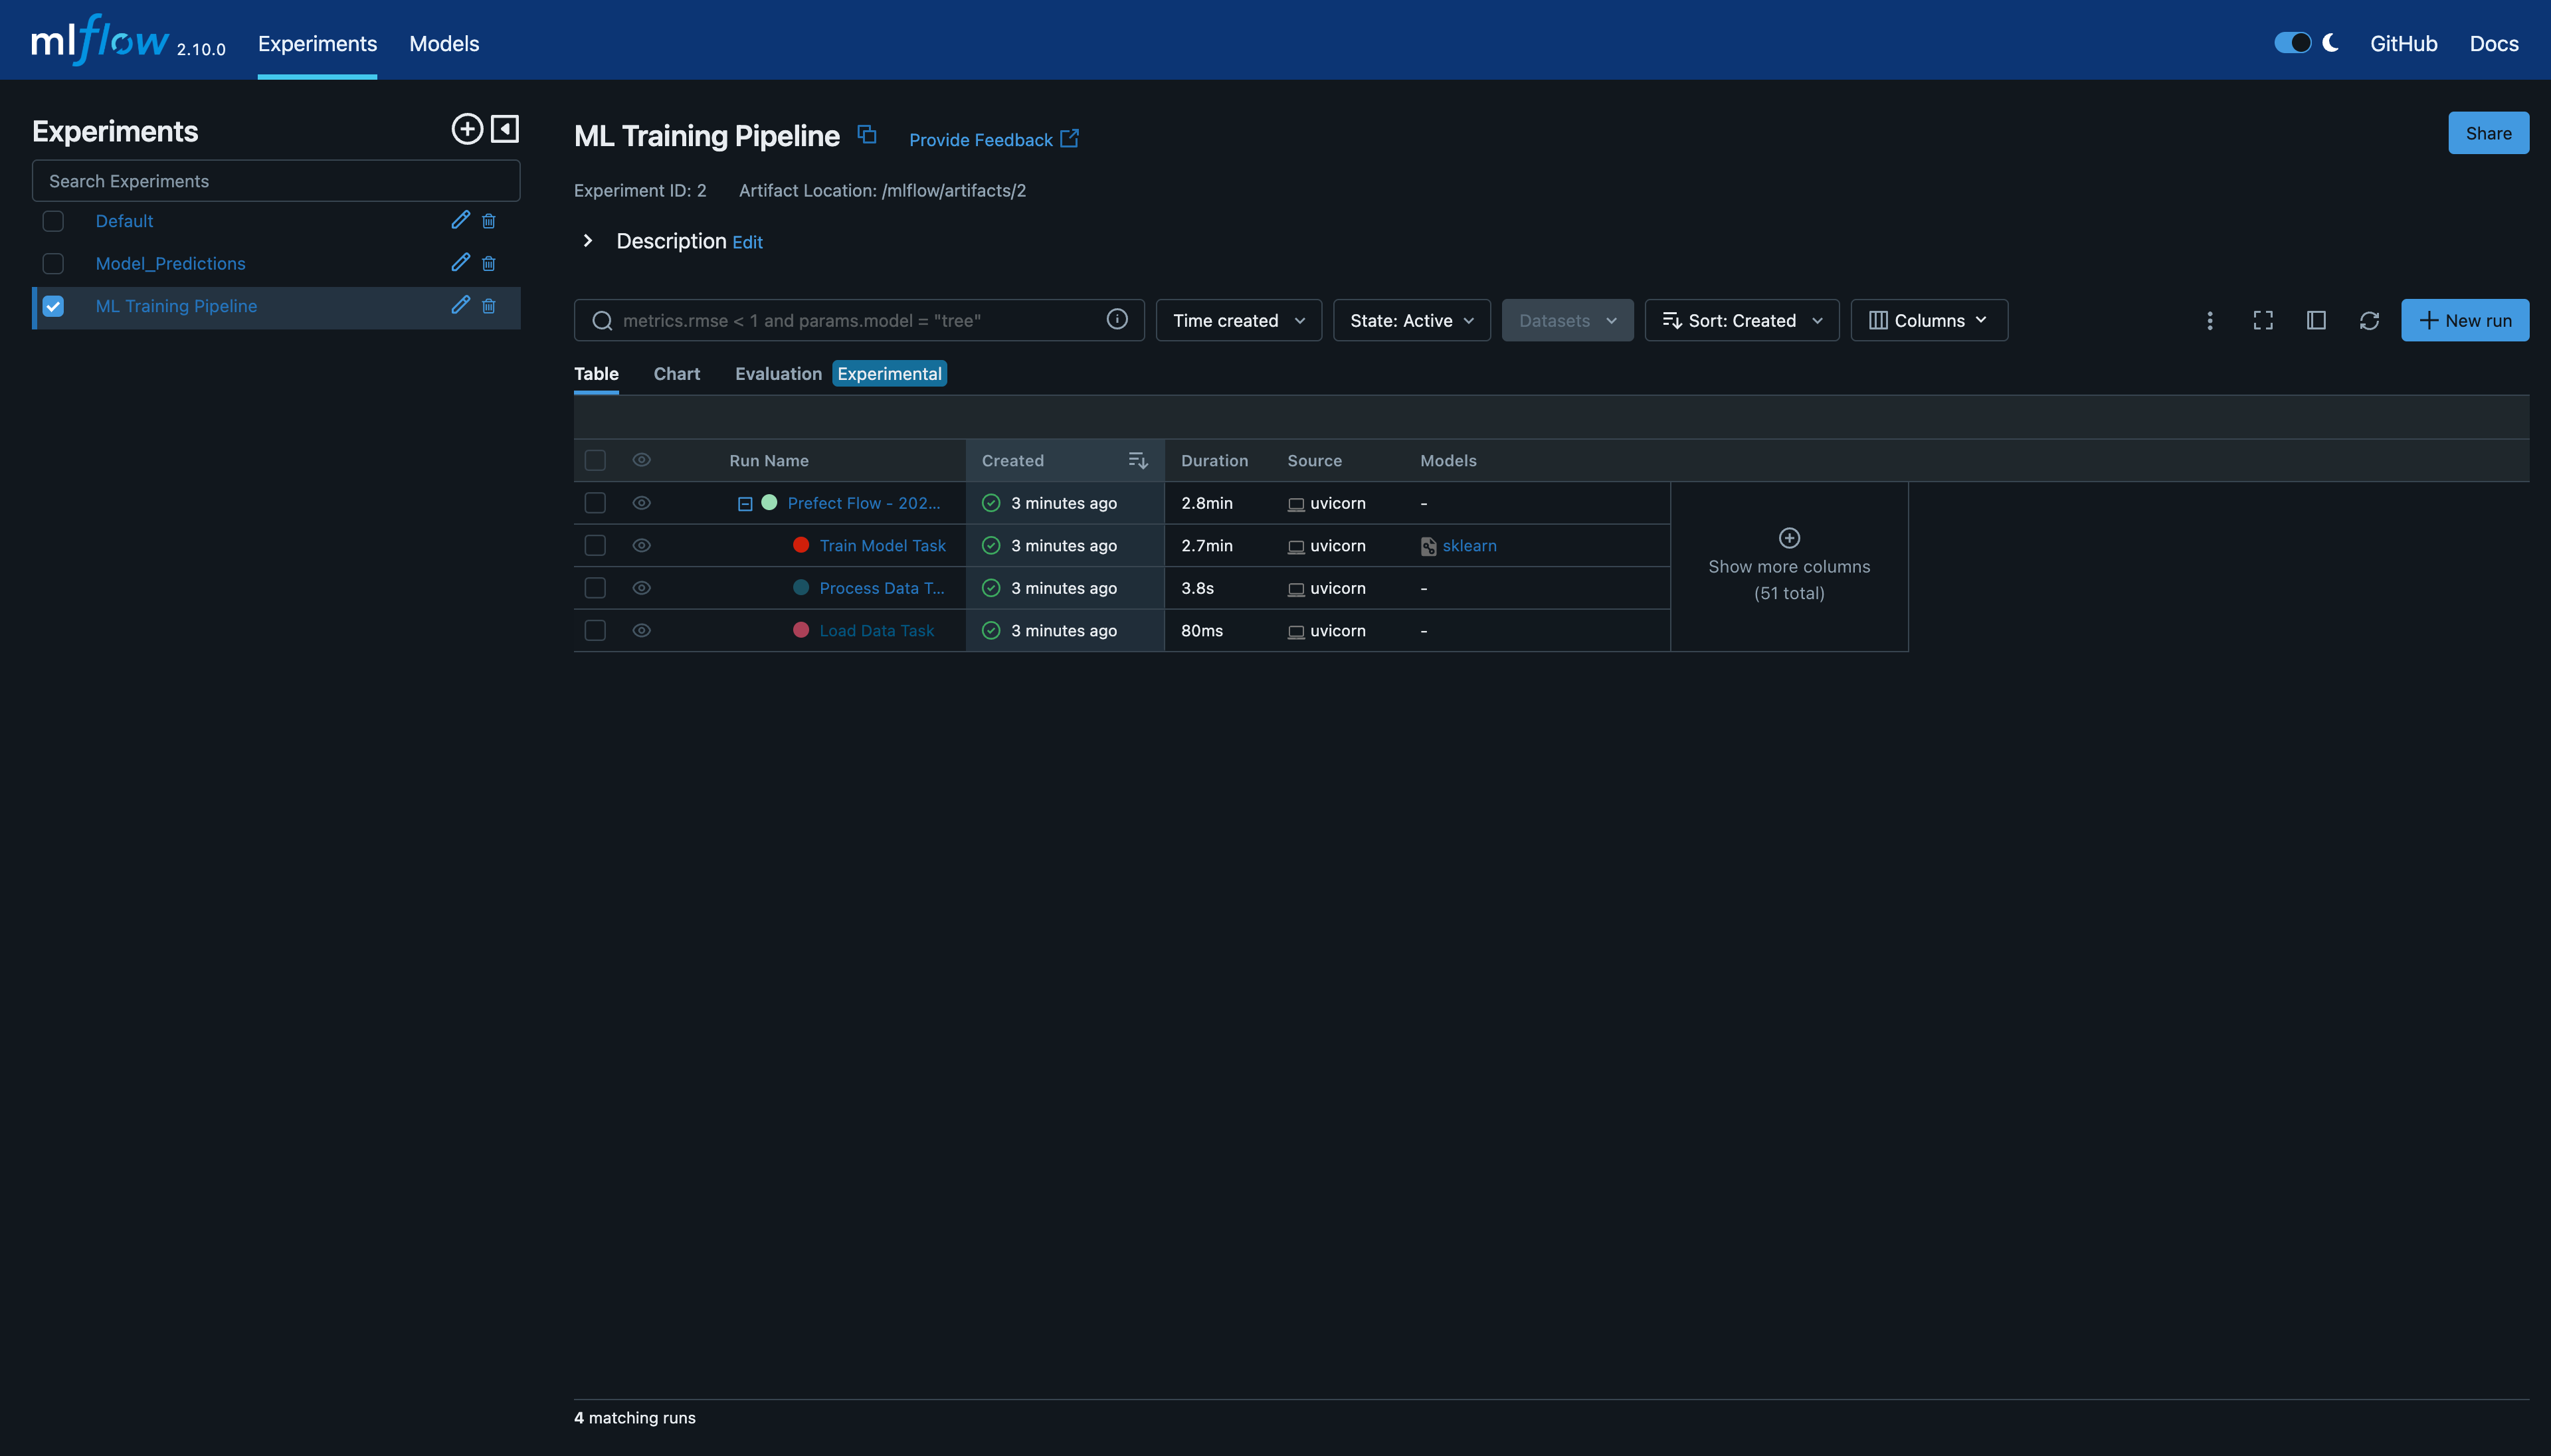 mlflow 2.10.0 Experiments Models GitHub Docs
Experiments
Search Experiments
Default
Model_Predictions
ML Training Pipeline
ML Training Pipeline Provide Feedback Share
Experiment ID: 2 Artifact Location: /mlflow/artifacts/2
Description Edit
metrics.rmse < 1 and params.model = "tree" Time created State: Active Datasets Sort: Created Columns New run
Table Chart Evaluation Experimental
Run Name Created Duration Source Models
Prefect Flow - 202... 3 minutes ago 2.8min uvicorn -
Train Model Task 3 minutes ago 2.7min uvicorn sklearn
Process Data T... 3 minutes ago 3.8s uvicorn -
Load Data Task 3 minutes ago 80ms uvicorn -
Show more columns
(51 total)
4 matching runs